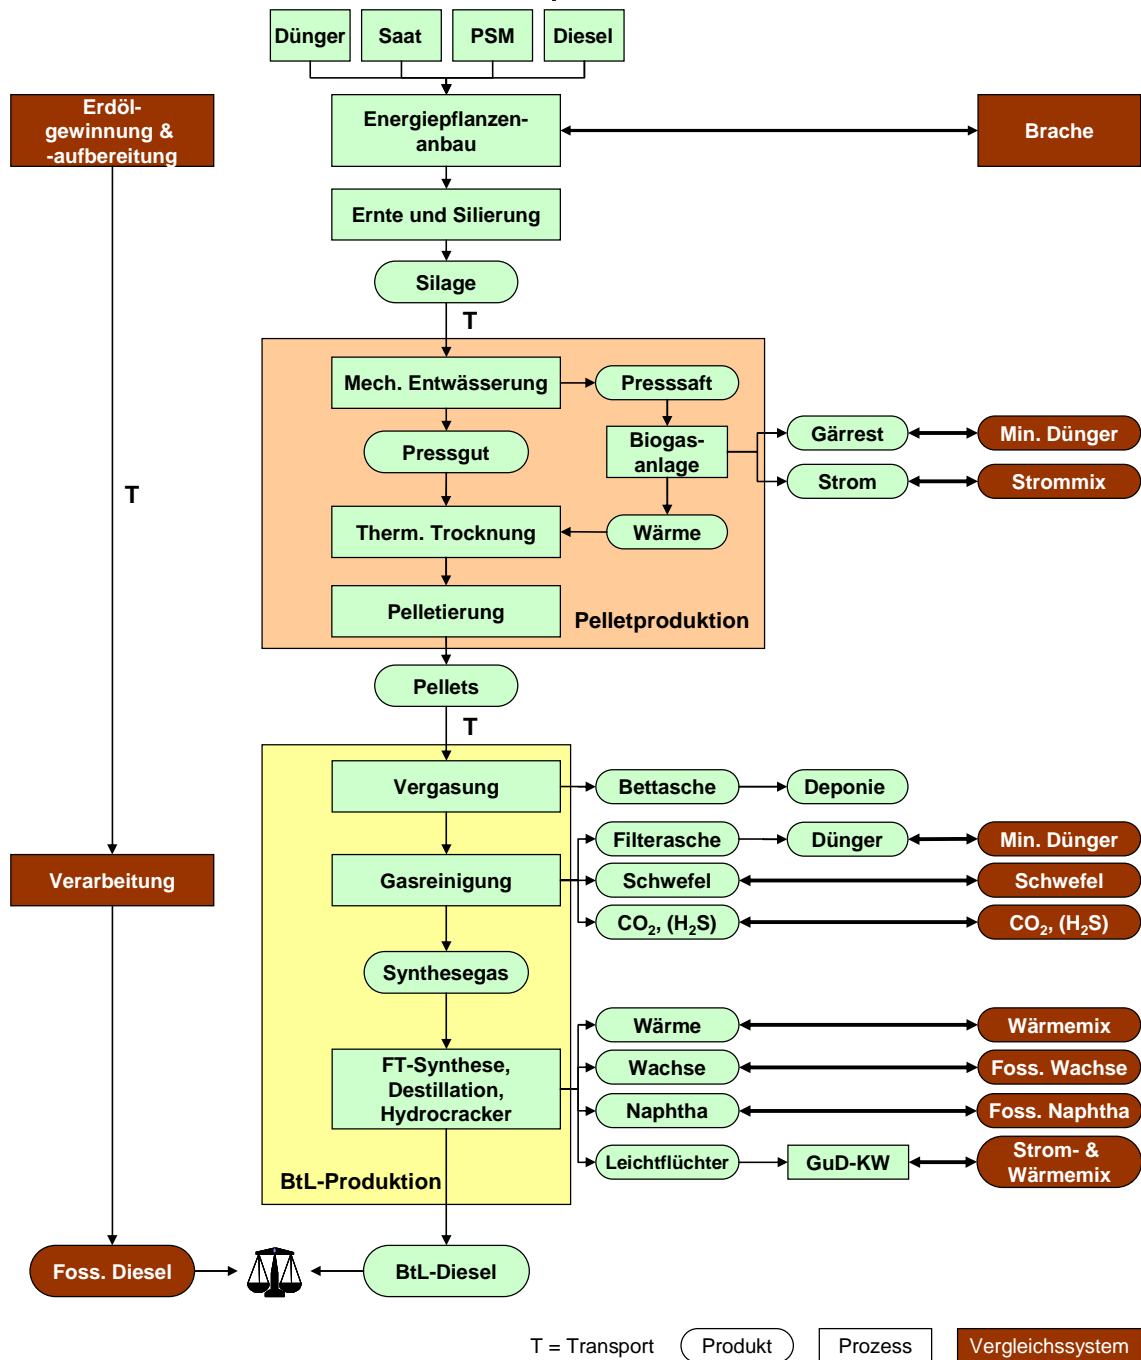 Dünger
Saat
PSM
Diesel
Erdöl-
gewinnung &
-aufbereitung
Energiepflanzen-
anbau
Brache
Ernte und Silierung
Silage
T
Mech. Entwässerung
Presssaft
Pressgut
Biogas-
anlage
Gärrest
Min. Dünger
Strom
Strommix
T
Therm. Trocknung
Wärme
Pelletierung
Pelletproduktion
Pellets
T
Vergasung
Bettasche
Deponie
Filterasche
Dünger
Min. Dünger
Verarbeitung
Gasreinigung
Schwefel
Schwefel
CO₂, (H₂S)
CO₂, (H₂S)
Synthesegas
Wärme
Wärmemix
FT-Synthese,
Destillation,
Hydrocracker
Wachse
Foss. Wachse
Naphtha
Foss. Naphtha
Leichtflüchter
GuD-KW
Strom- &
Wärmemix
BtL-Produktion
Foss. Diesel
BtL-Diesel
T = Transport
Produkt
Prozess
Vergleichssystem